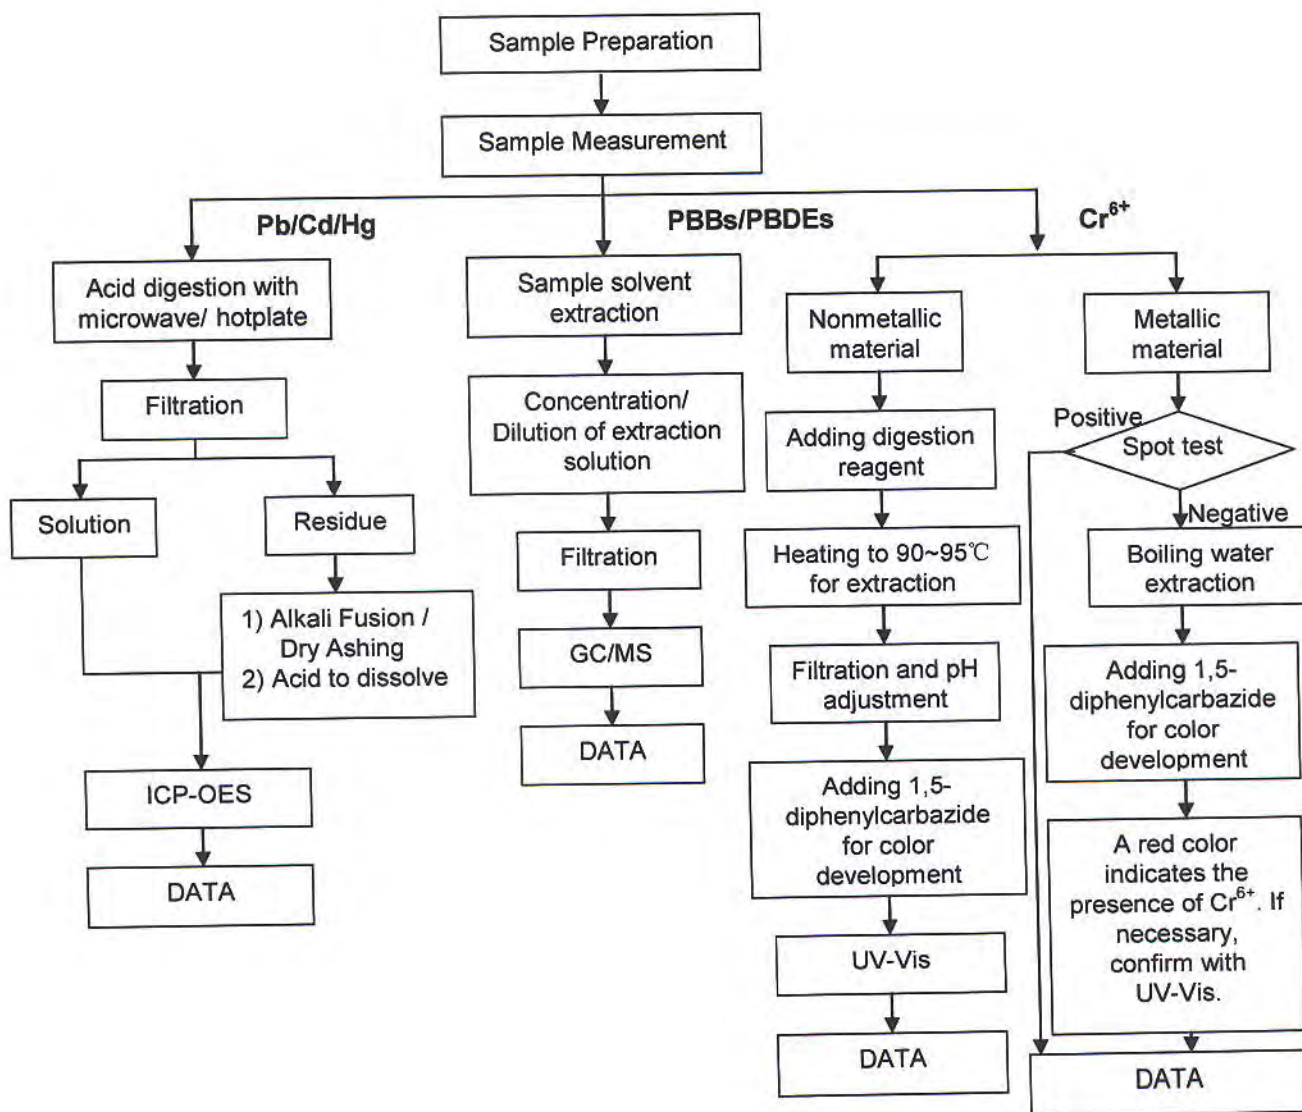 Sample Preparation
Sample Measurement
Pb/Cd/Hg
PBBs/PBDEs
Cr⁶⁺
Acid digestion with
microwave/ hotplate
Filtration
Solution
Residue
1) Alkali Fusion /
Dry Ashing
2) Acid to dissolve
ICP-OES
DATA
Sample solvent
extraction
Concentration/
Dilution of extraction
solution
Filtration
GC/MS
DATA
Nonmetallic
material
Adding digestion
reagent
Heating to 90~95℃
for extraction
Filtration and pH
adjustment
Adding 1,5-
diphenylcarbazide
for color
development
UV-Vis
DATA
Metallic
material
Positive
Spot test
Negative
Boiling water
extraction
Adding 1,5-
diphenylcarbazide
for color
development
A red color
indicates the
presence of Cr⁶⁺. If
necessary,
confirm with
UV-Vis.
DATA